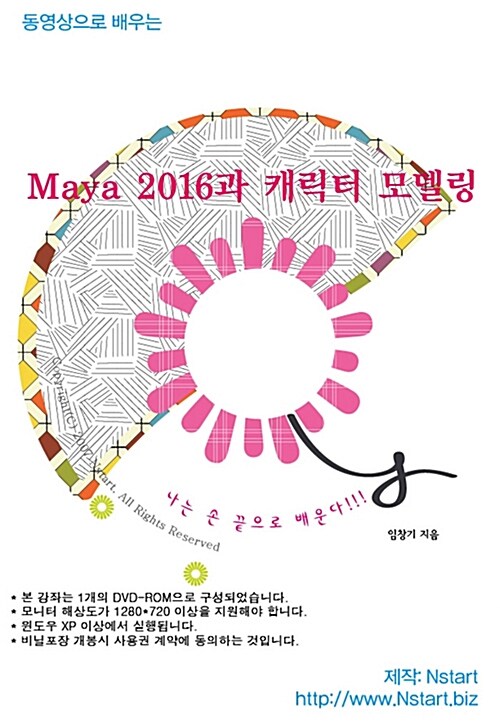 동영상으로 배우는
Maya 2016과 캐릭터 모델링
Copyright(C) 2007 Nstart. All Rights Reserved
나는 손 끝으로 배운다!!!
임창기 지음
* 본 강좌는 1개의 DVD-ROM으로 구성되었습니다.
* 모니터 해상도가 1280*720 이상을 지원해야 합니다.
* 윈도우 XP 이상에서 실행됩니다.
* 비닐포장 개봉시 사용권 계약에 동의하는 것입니다.
제작: Nstart
http://www.Nstart.biz